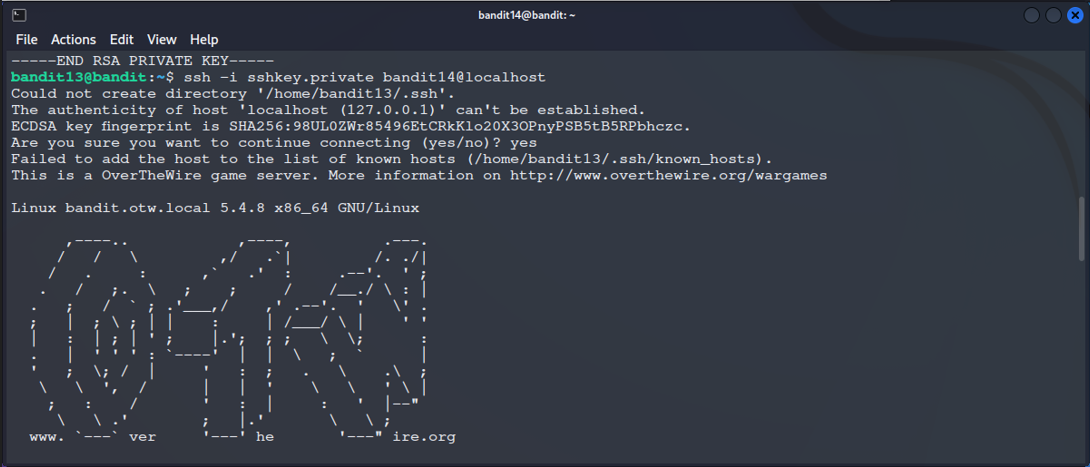 bandit14@bandit: ~
File Actions Edit View Help
-----END RSA PRIVATE KEY-----
bandit13@bandit:~$ ssh -i sshkey.private bandit14@localhost
Could not create directory '/home/bandit13/.ssh'.
The authenticity of host 'localhost (127.0.0.1)' can't be established.
ECDSA key fingerprint is SHA256:98UL0ZWr85496EtCRkKlo20X3OPnyPSB5tB5RPbhczc.
Are you sure you want to continue connecting (yes/no)? yes
Failed to add the host to the list of known hosts (/home/bandit13/.ssh/known_hosts).
This is a OverTheWire game server. More information on http://www.overthewire.org/wargames
Linux bandit.otw.local 5.4.8 x86_64 GNU/Linux
www. `---` ver '---' he '---" ire.org